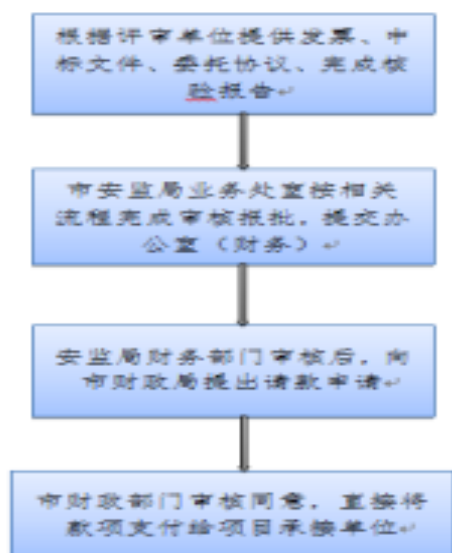 根据评审单位提供发票、中
标文件、委托协议、完成核
验报告
市安监局业务处室按相关
流程完成审核报批，提交办
公室（财务）
安监局财务部门审核后，向
市财政局提出请款申请
市财政部门审核同意，直接将
款项支付给项目承接单位